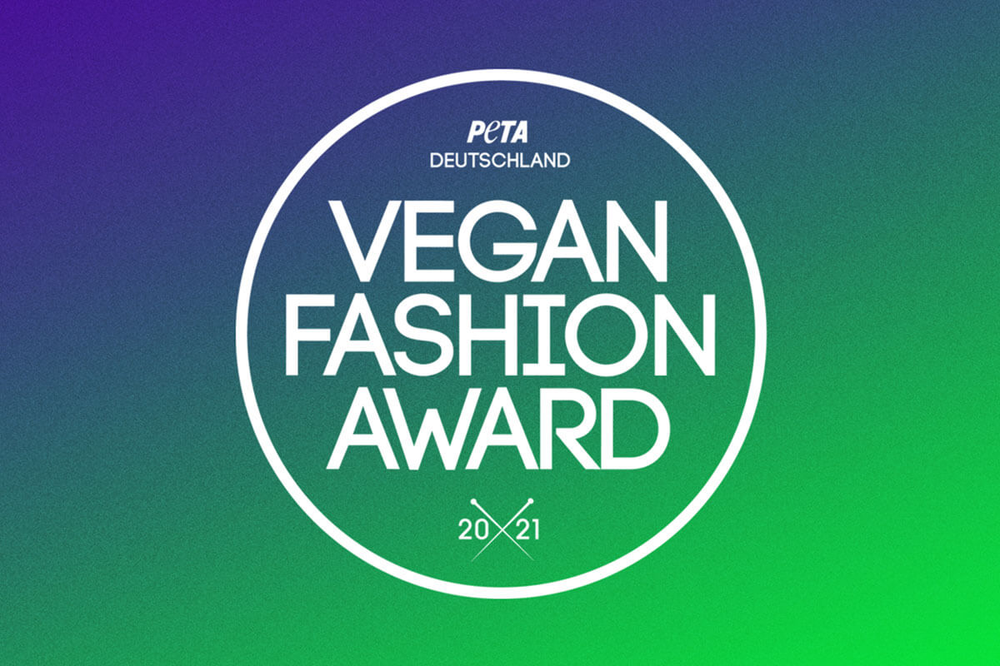 PeTA
DEUTSCHLAND
VEGAN
FASHION
AWARD
20 21